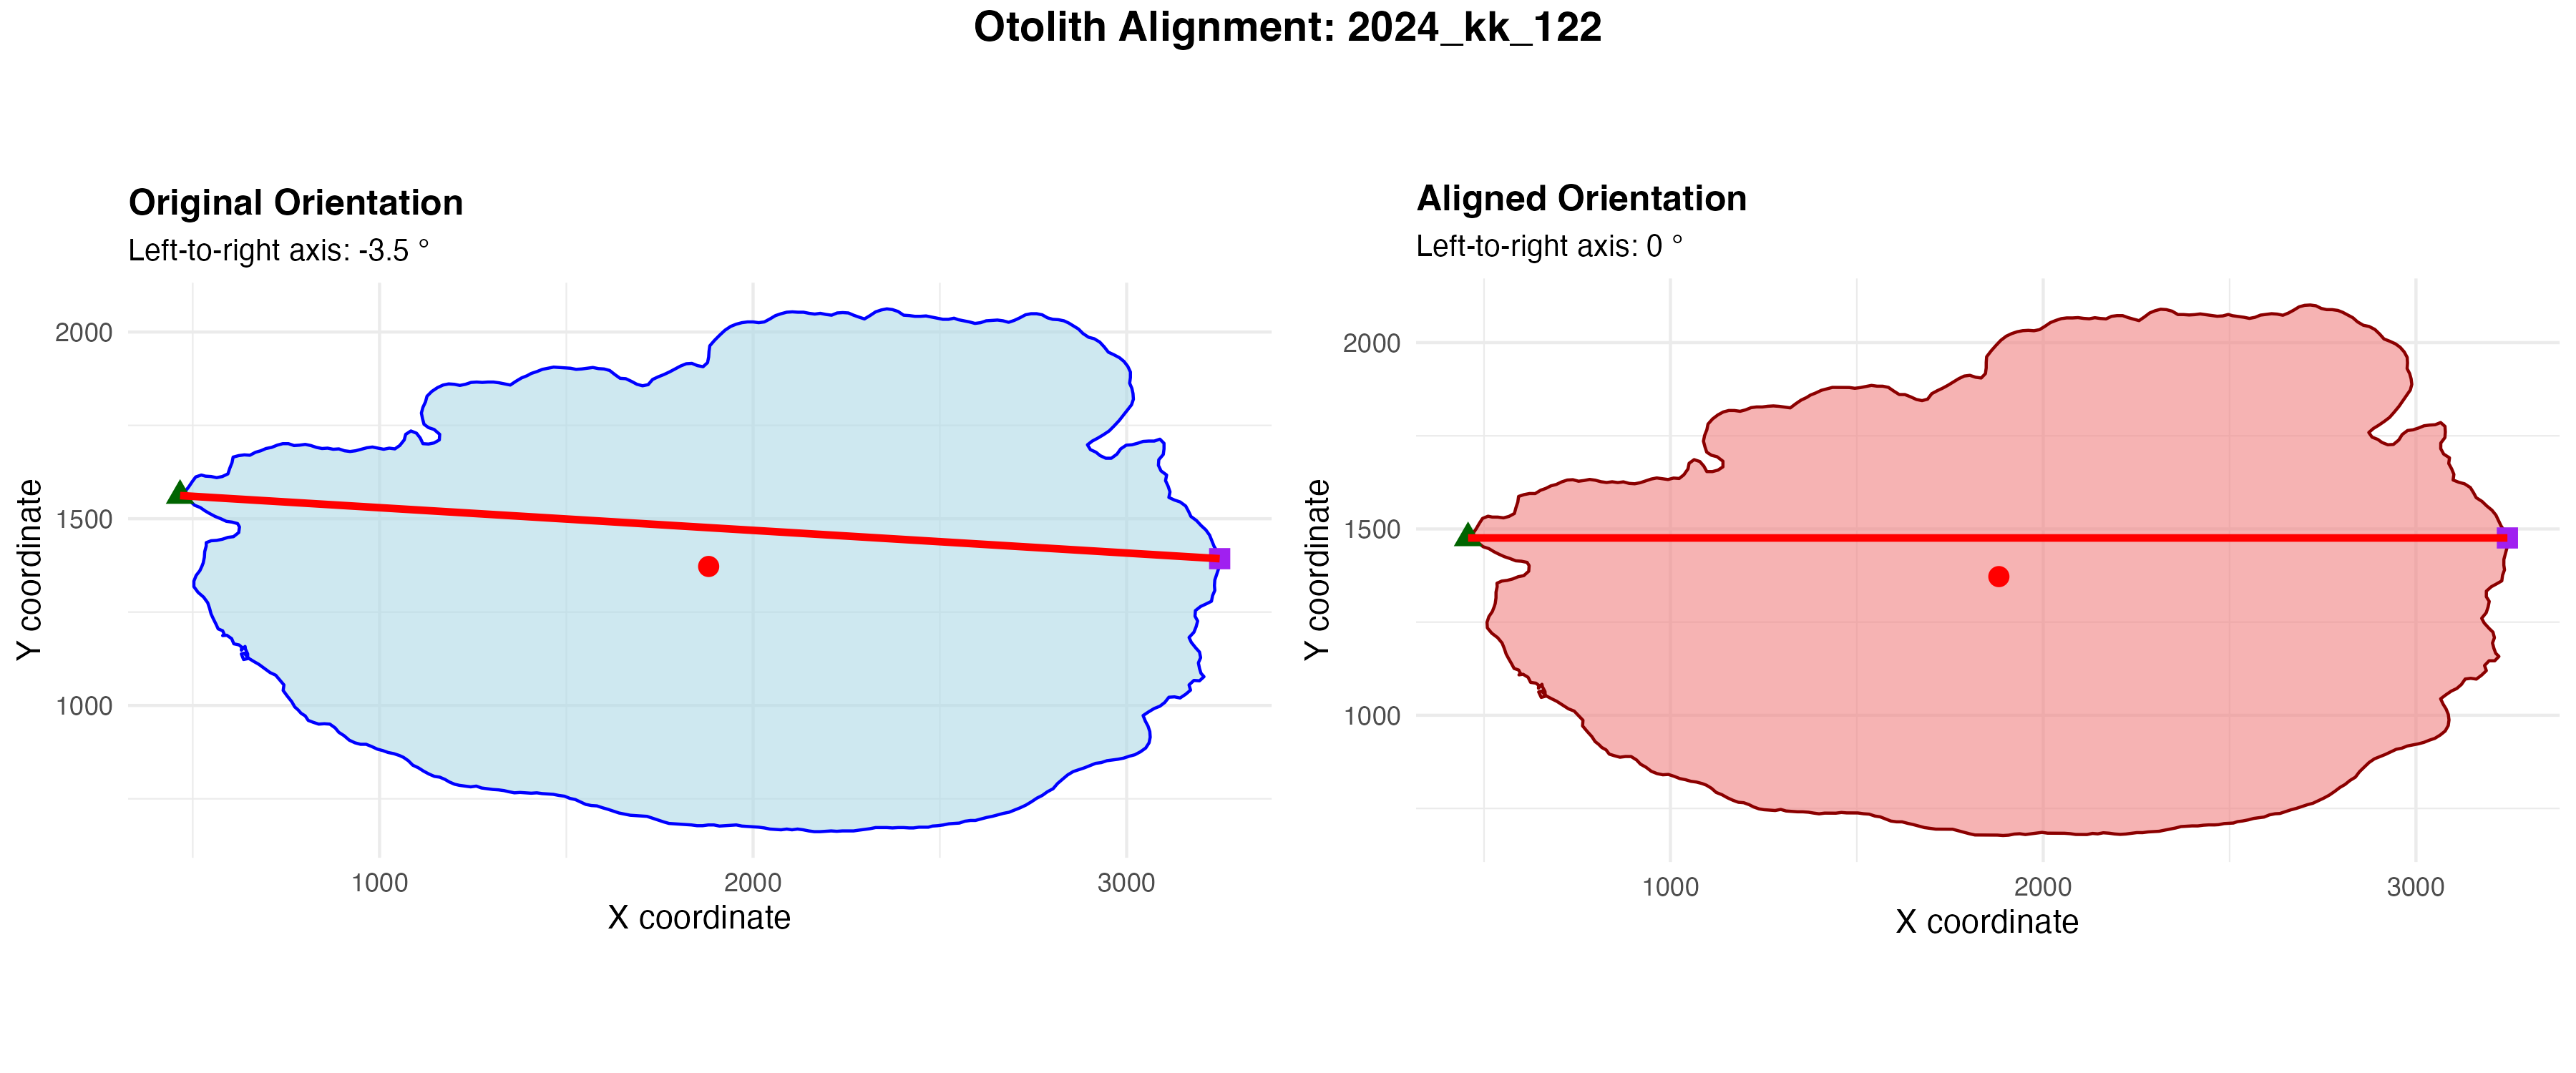 Otolith Alignment: 2024_kk_122
Original Orientation
Left-to-right axis: -3.5 °
2000
1500
1000
Y coordinate
1000 2000 3000
X coordinate
Aligned Orientation
Left-to-right axis: 0 °
2000
1500
1000
Y coordinate
1000 2000 3000
X coordinate